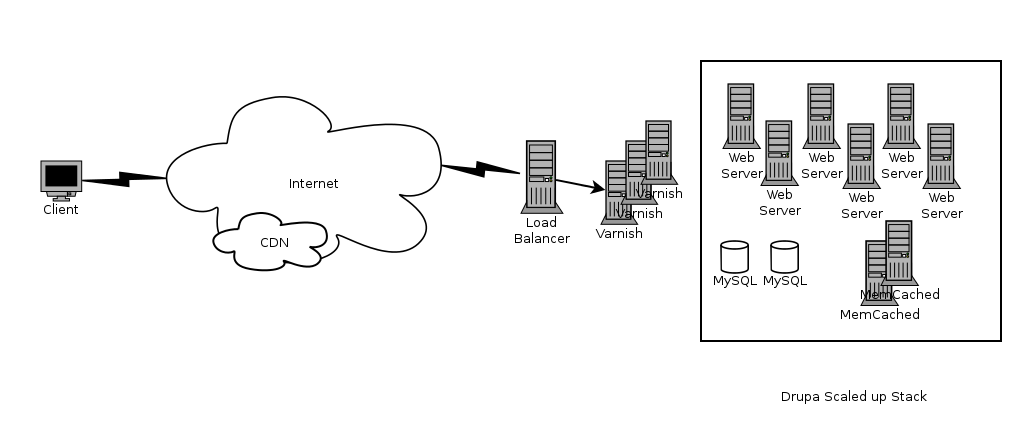 Client
Internet
CDN
Load
Balancer
Varnish
Varnish
Varnish
Web
Server
Web
Server
Web
Server
Web
Server
Web
Server
Web
Server
MySQL
MySQL
MemCached
MemCached
Drupa Scaled up Stack